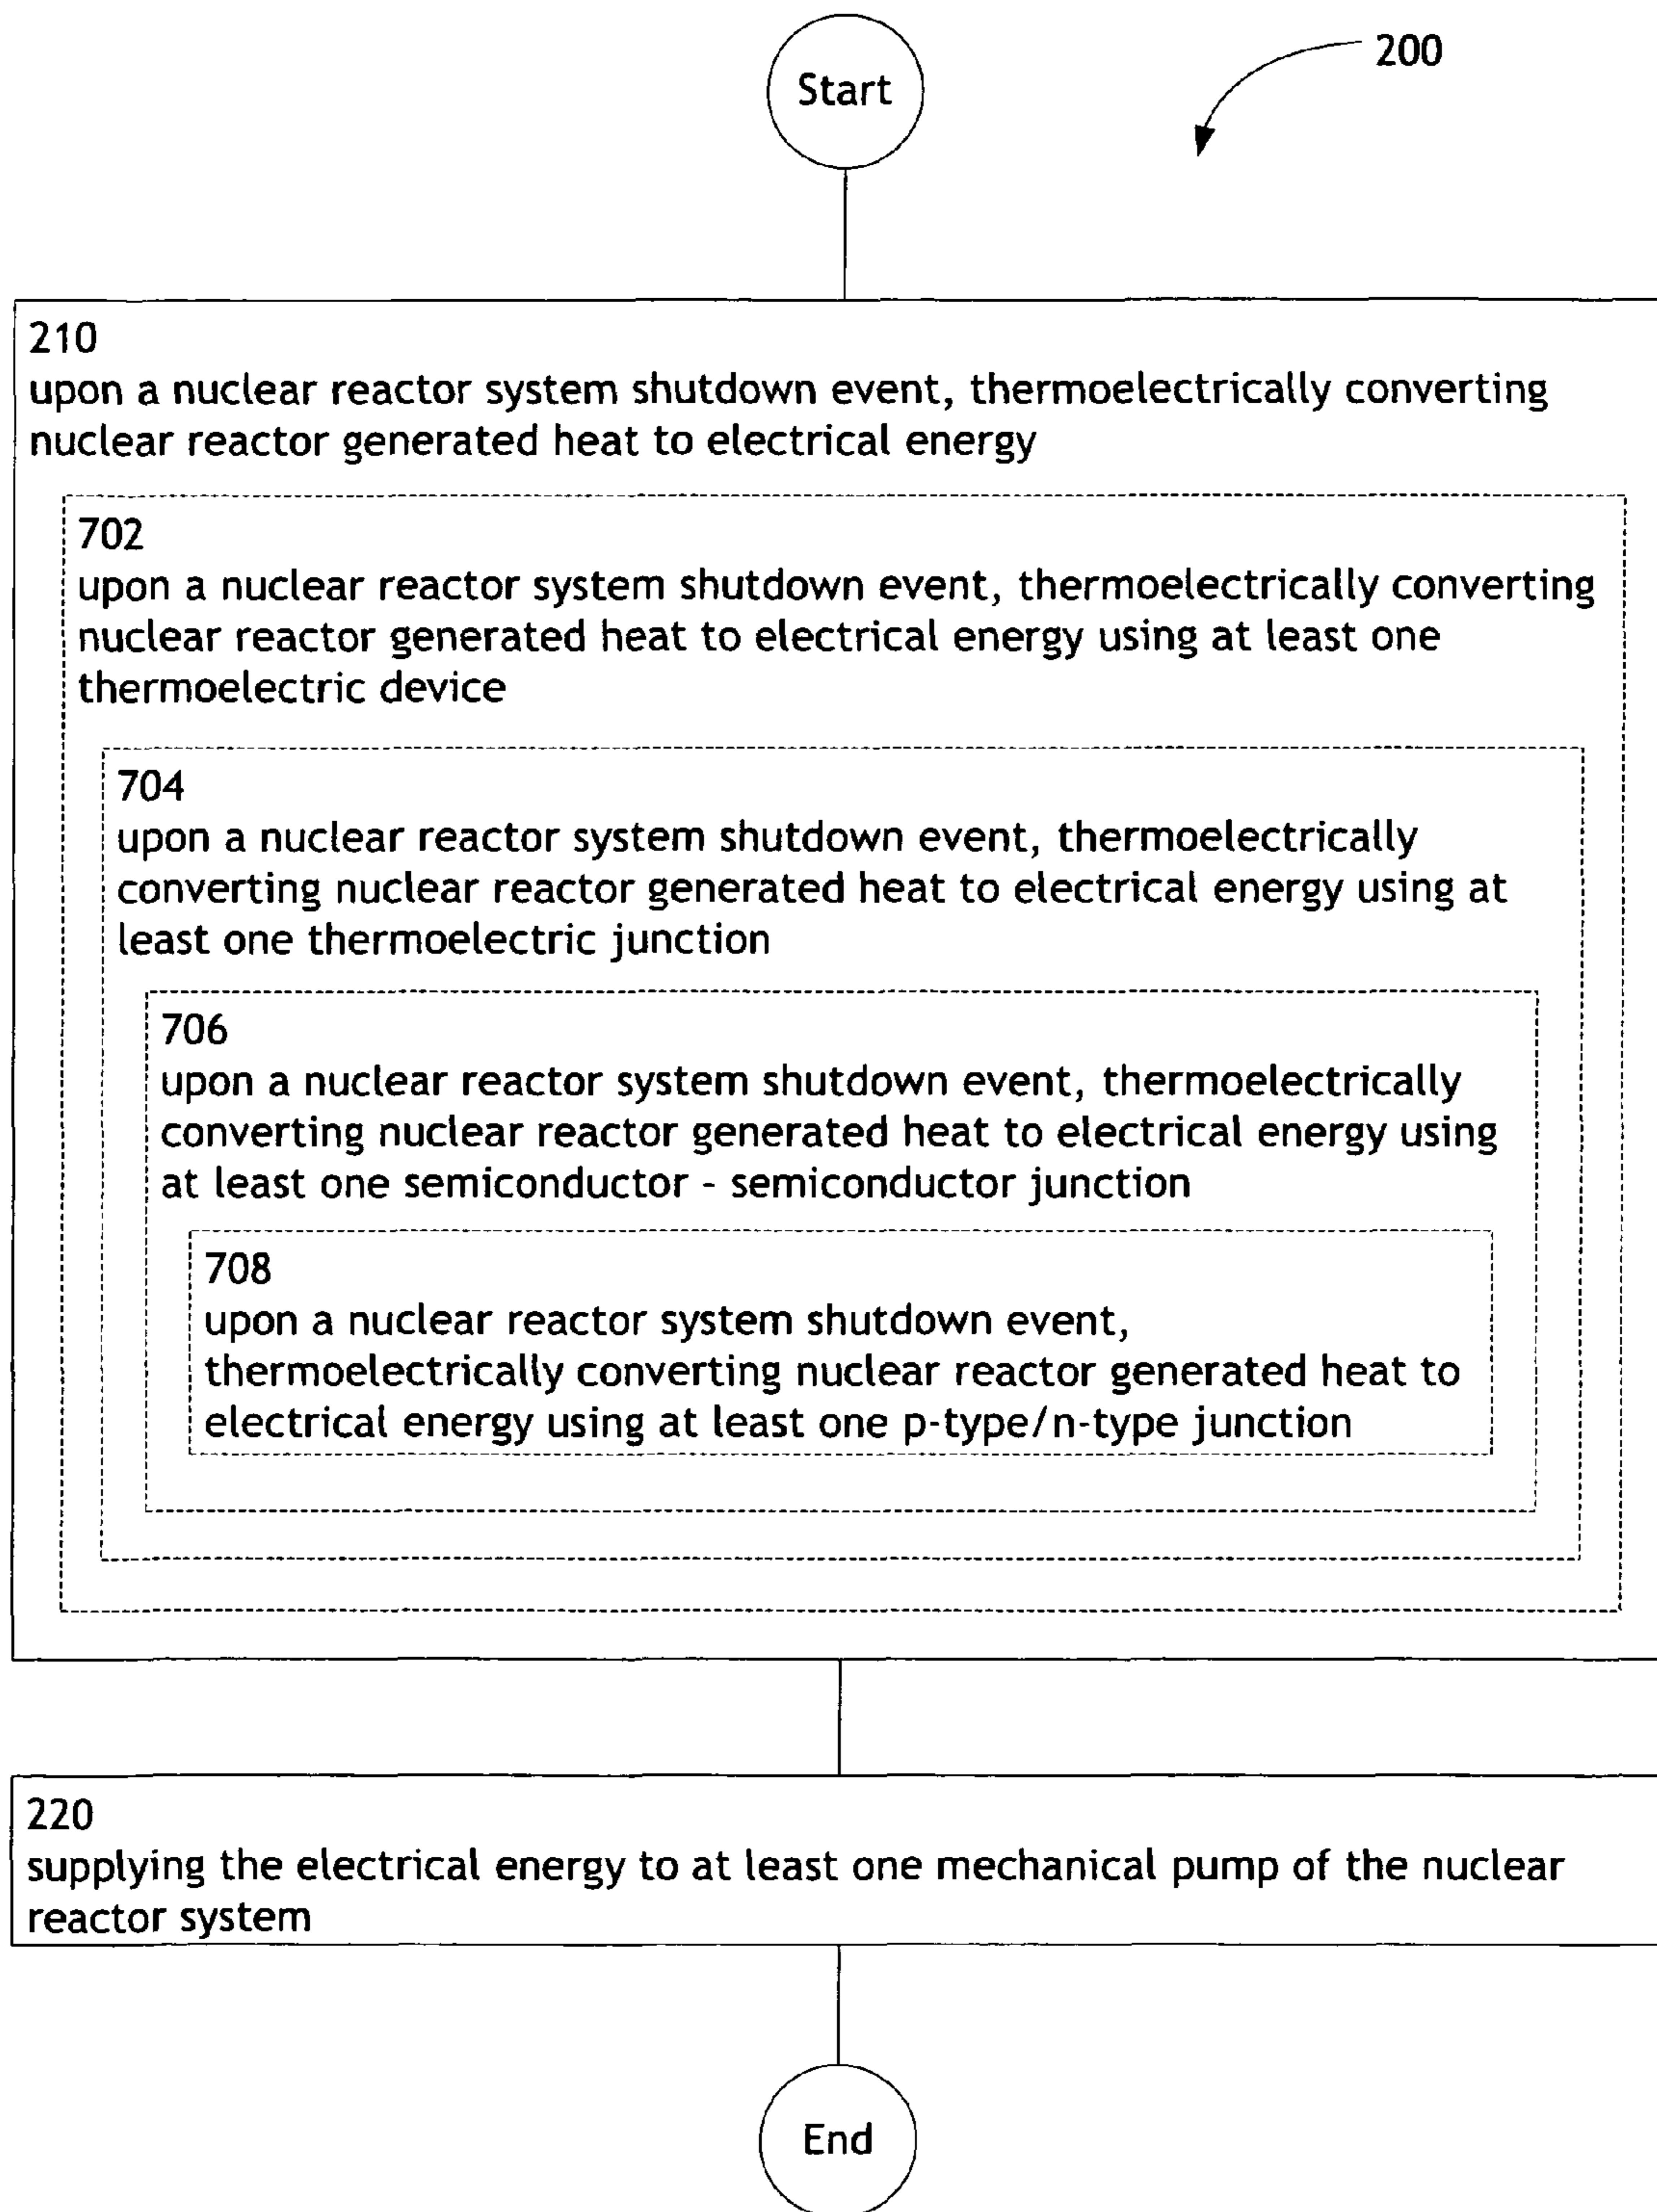 Start
200
210
upon a nuclear reactor system shutdown event, thermoelectrically converting
nuclear reactor generated heat to electrical energy
702
upon a nuclear reactor system shutdown event, thermoelectrically converting
nuclear reactor generated heat to electrical energy using at least one
thermoelectric device
704
upon a nuclear reactor system shutdown event, thermoelectrically
converting nuclear reactor generated heat to electrical energy using at
least one thermoelectric junction
706
upon a nuclear reactor system shutdown event, thermoelectrically
converting nuclear reactor generated heat to electrical energy using
at least one semiconductor - semiconductor junction
708
upon a nuclear reactor system shutdown event,
thermoelectrically converting nuclear reactor generated heat to
electrical energy using at least one p-type/n-type junction
220
supplying the electrical energy to at least one mechanical pump of the nuclear
reactor system
End